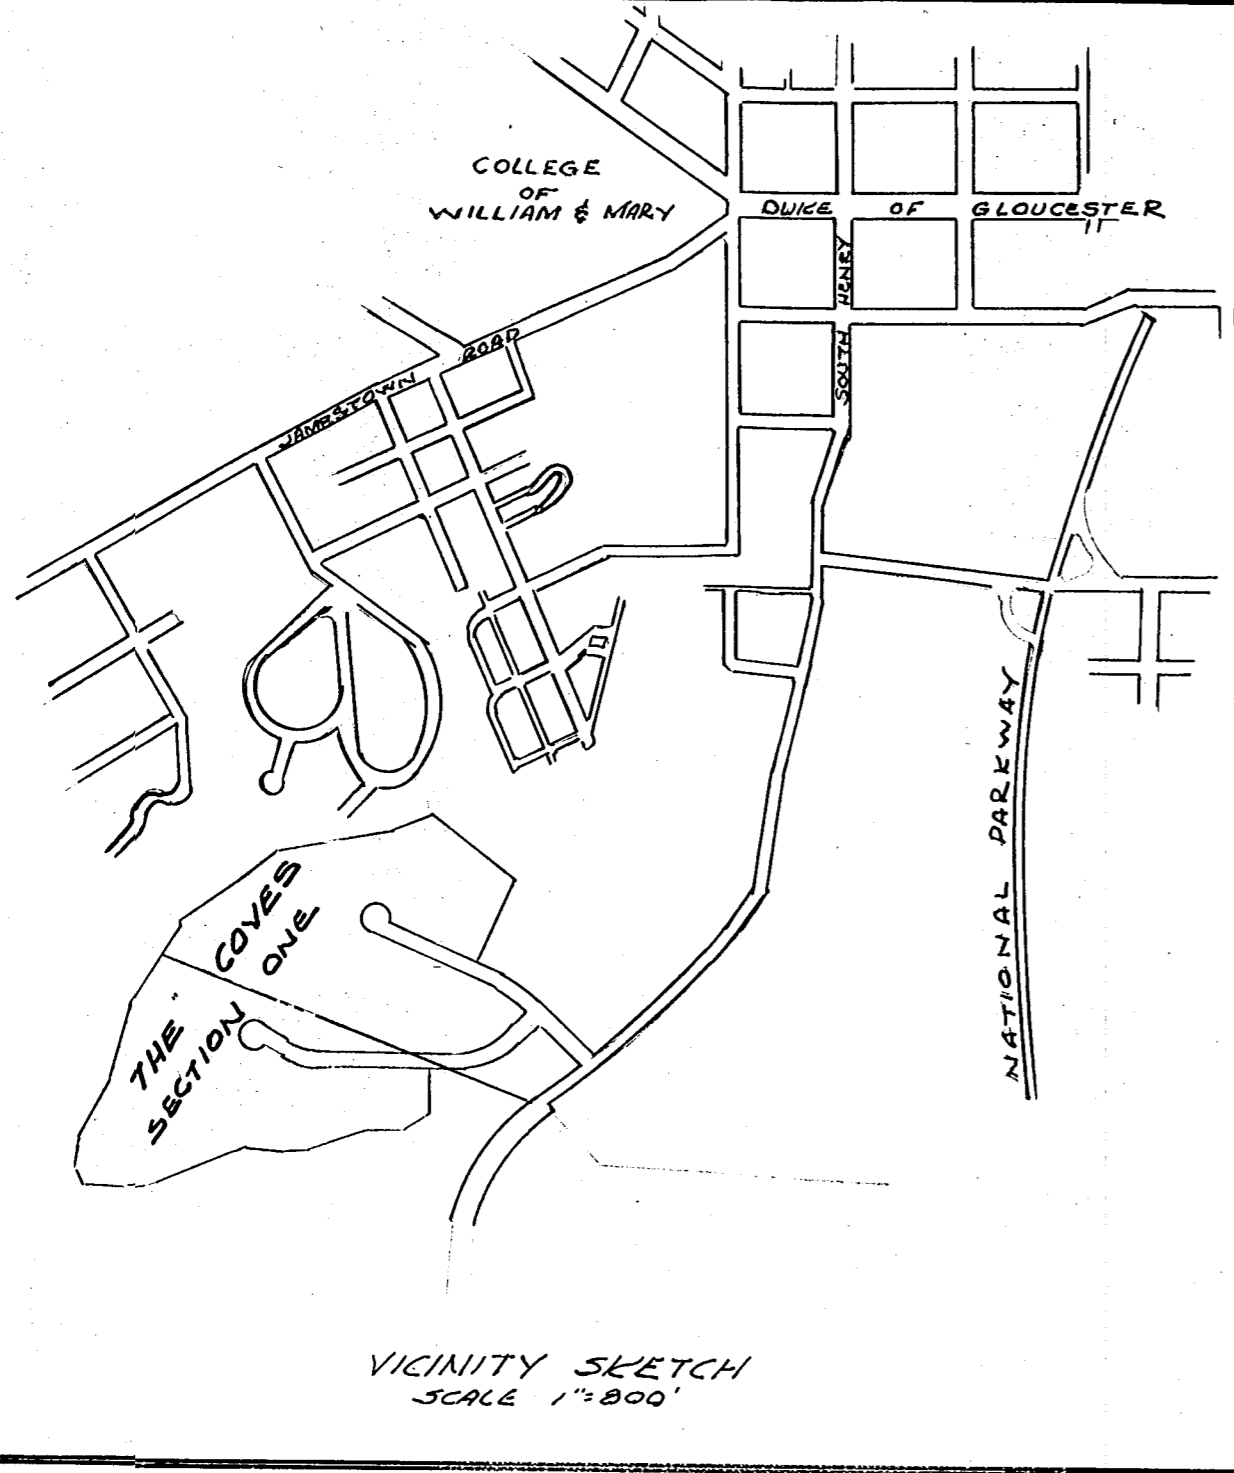 COLLEGE
OF
WILLIAM & MARY
DUKE OF GLOUCESTER
SOUTH HENRY
JAMESTOWN ROAD
NATIONAL PARKWAY
"THE COVES"
SECTION ONE
VICINITY SKETCH
SCALE 1"=800'